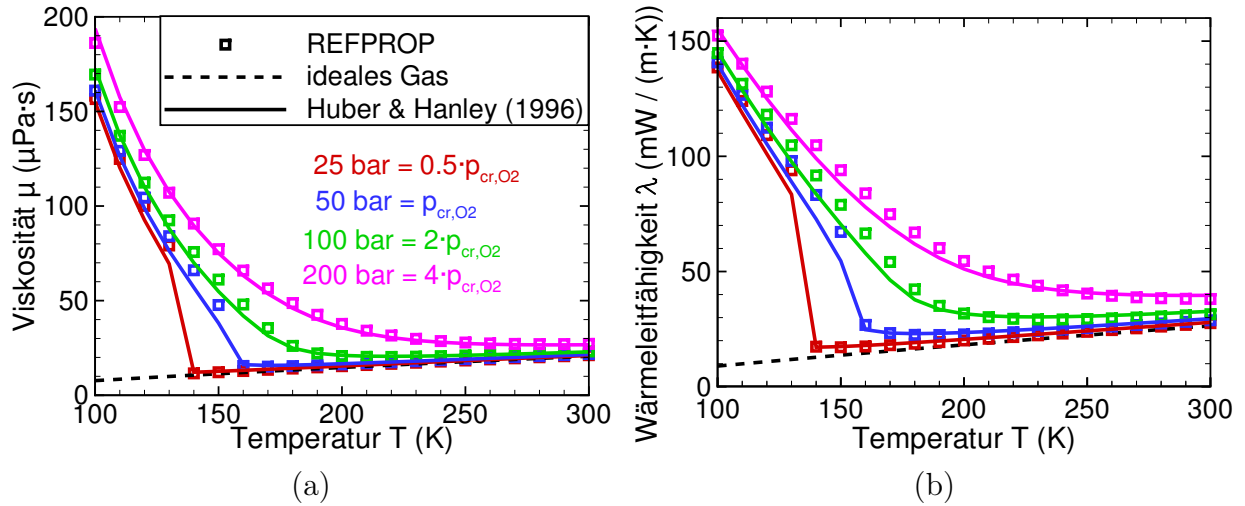 200
150
100
50
0
Viskosität µ (µPa·s)
100 150 200 250 300
Temperatur T (K)
REFPROP
ideales Gas
Huber & Hanley (1996)
25 bar = 0.5·p_cr,O2
50 bar = p_cr,O2
100 bar = 2·p_cr,O2
200 bar = 4·p_cr,O2
(a)
150
100
50
0
Wärmeleitfähigkeit λ (mW / (m·K))
100 150 200 250 300
Temperatur T (K)
(b)